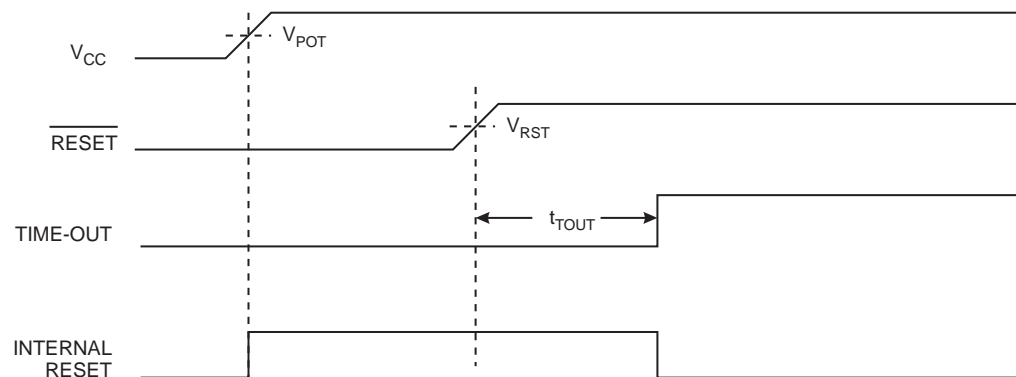 V_CC
V_POT
RESET
V_RST
TIME-OUT
t_TOUT
INTERNAL
RESET